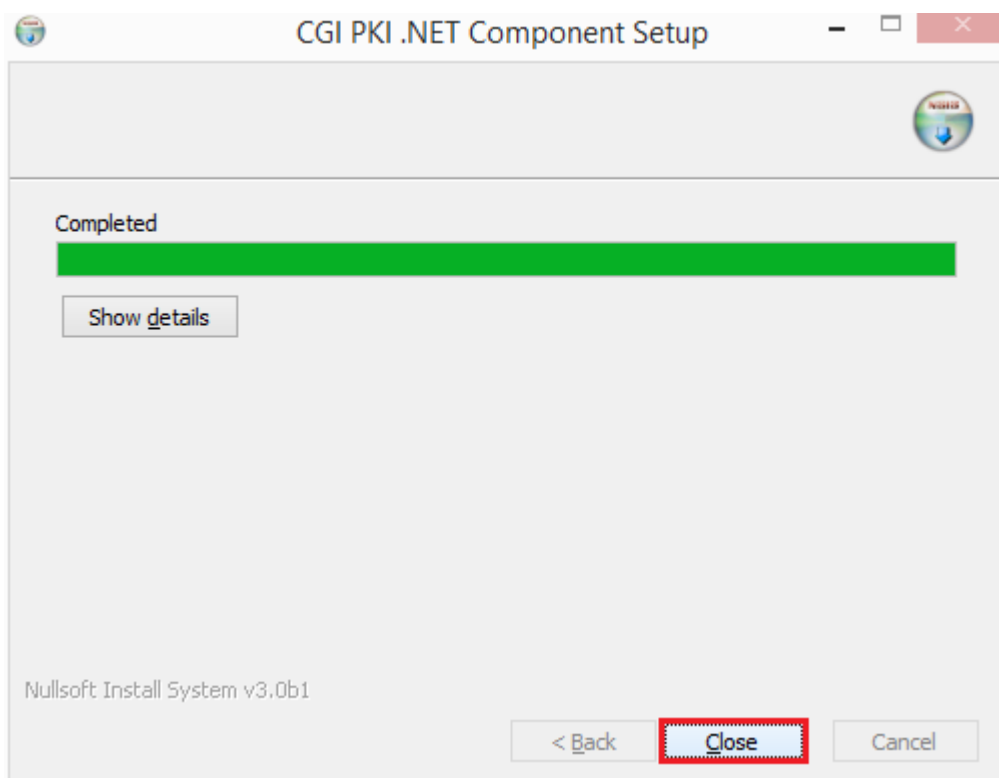 CGI PKI .NET Component Setup
Completed
Show details
Nullsoft Install System v3.0b1
< Back Close Cancel